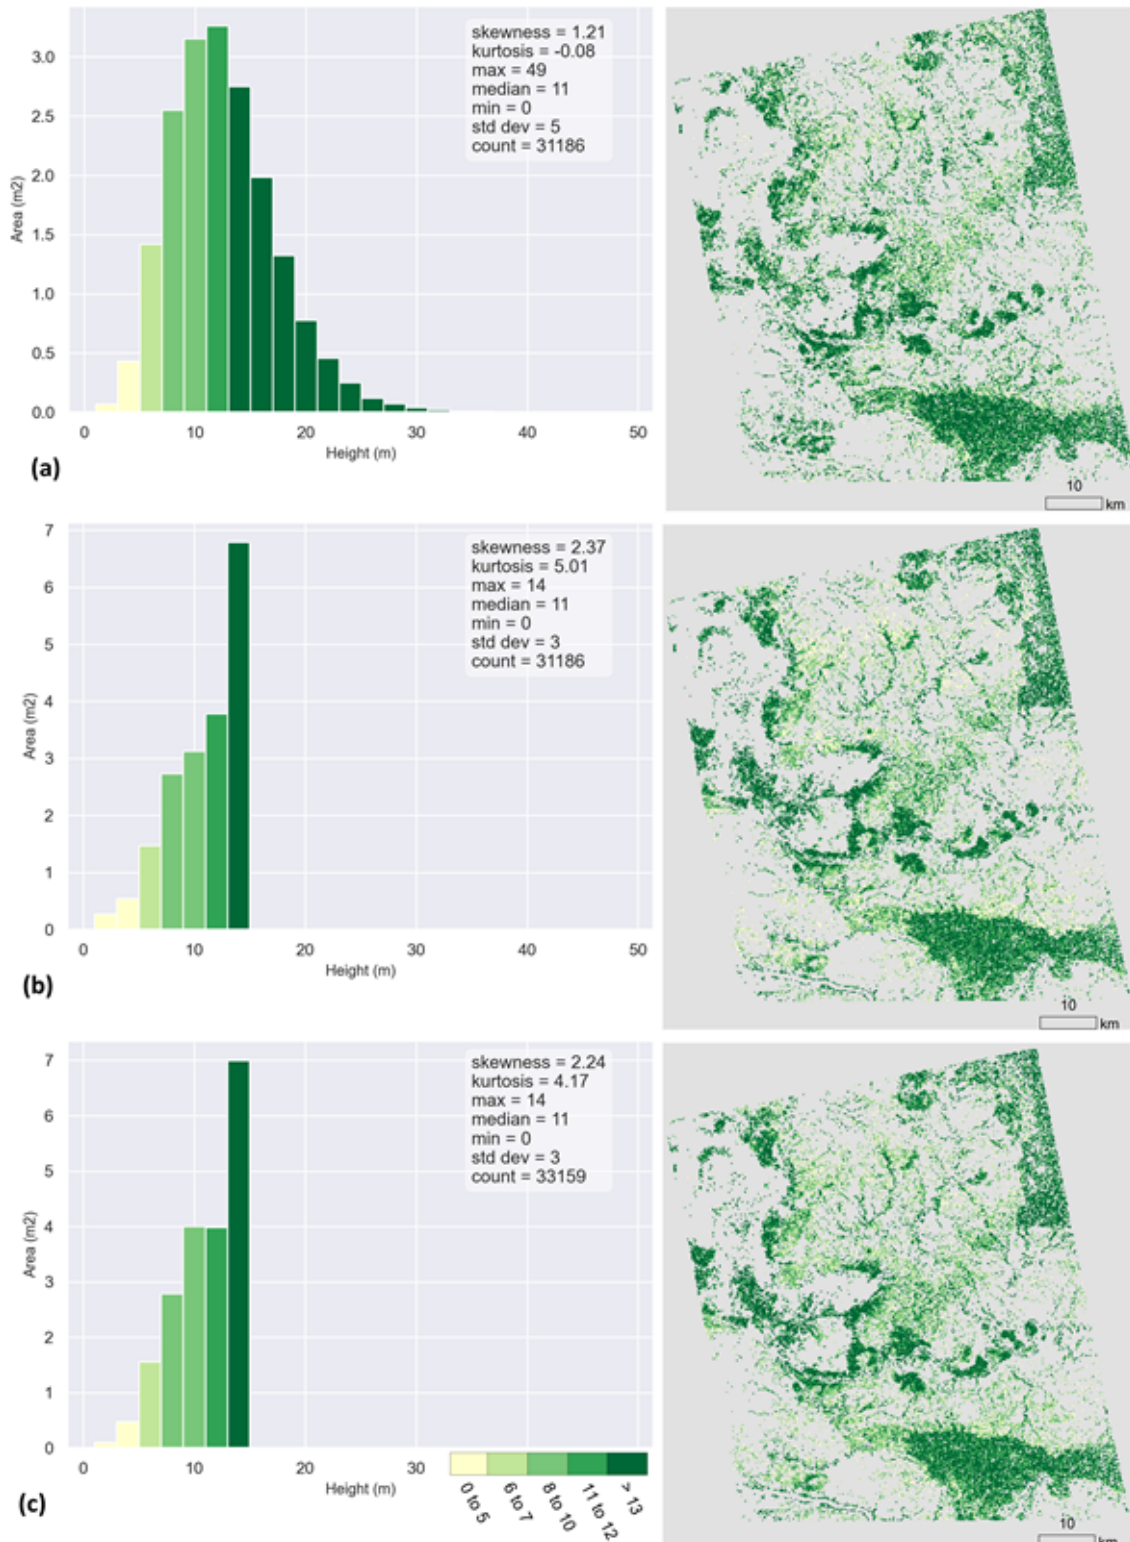 3.0
2.5
2.0
1.5
1.0
0.5
0.0
Area (m2)
skewness = 1.21
kurtosis = -0.08
max = 49
median = 11
min = 0
std dev = 5
count = 31186
0 10 20 30 40 50
Height (m)
(a)
10
km
7
6
5
4
3
2
1
0
Area (m2)
skewness = 2.37
kurtosis = 5.01
max = 14
median = 11
min = 0
std dev = 3
count = 31186
0 10 20 30 40 50
Height (m)
(b)
10
km
7
6
5
4
3
2
1
0
Area (m2)
skewness = 2.24
kurtosis = 4.17
max = 14
median = 11
min = 0
std dev = 3
count = 33159
0 10 20 30
Height (m)
(c)
0 to 5
6 to 7
8 to 10
11 to 12
> 13
10
km